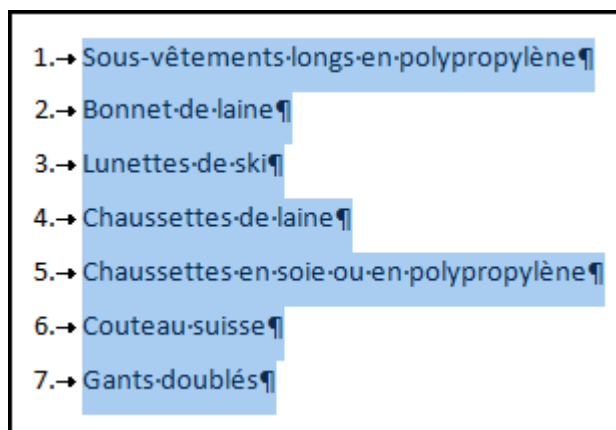 1.→ Sous-vêtements·longs·en·polypropylène¶
2.→ Bonnet·de·laine¶
3.→ Lunettes·de·ski¶
4.→ Chaussettes·de·laine¶
5.→ Chaussettes·en·soie·ou·en·polypropylène¶
6.→ Couteau·suisse¶
7.→ Gants·doublés¶